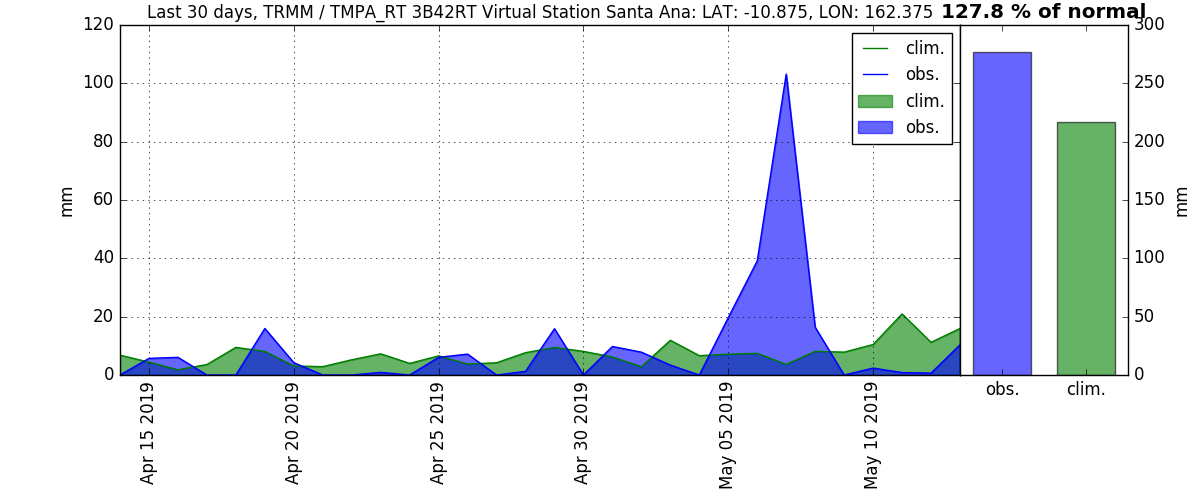 Last 30 days, TRMM / TMPA_RT 3B42RT Virtual Station Santa Ana: LAT: -10.875, LON: 162.375 127.8 % of normal
120
100
80
60
40
20
0
mm
clim.
obs.
clim.
obs.
300
250
200
150
100
50
0
mm
Apr 15 2019
Apr 20 2019
Apr 25 2019
Apr 30 2019
May 05 2019
May 10 2019
obs.
clim.